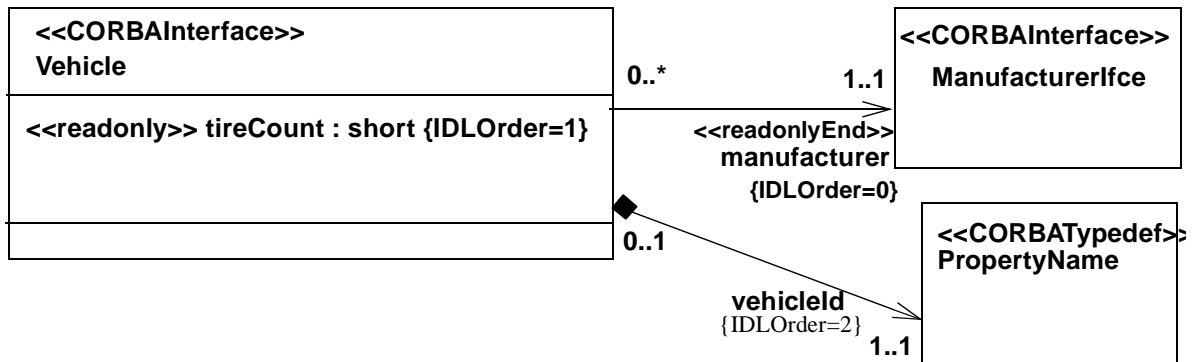 <<CORBAInterface>>
Vehicle
<<readonly>> tireCount : short {IDLOrder=1}
0..*
1..1
<<CORBAInterface>>
ManufacturerIfce
<<readonlyEnd>>
manufacturer
{IDLOrder=0}
0..1
<<CORBATypedef>>
PropertyName
vehicleId
{IDLOrder=2}
1..1